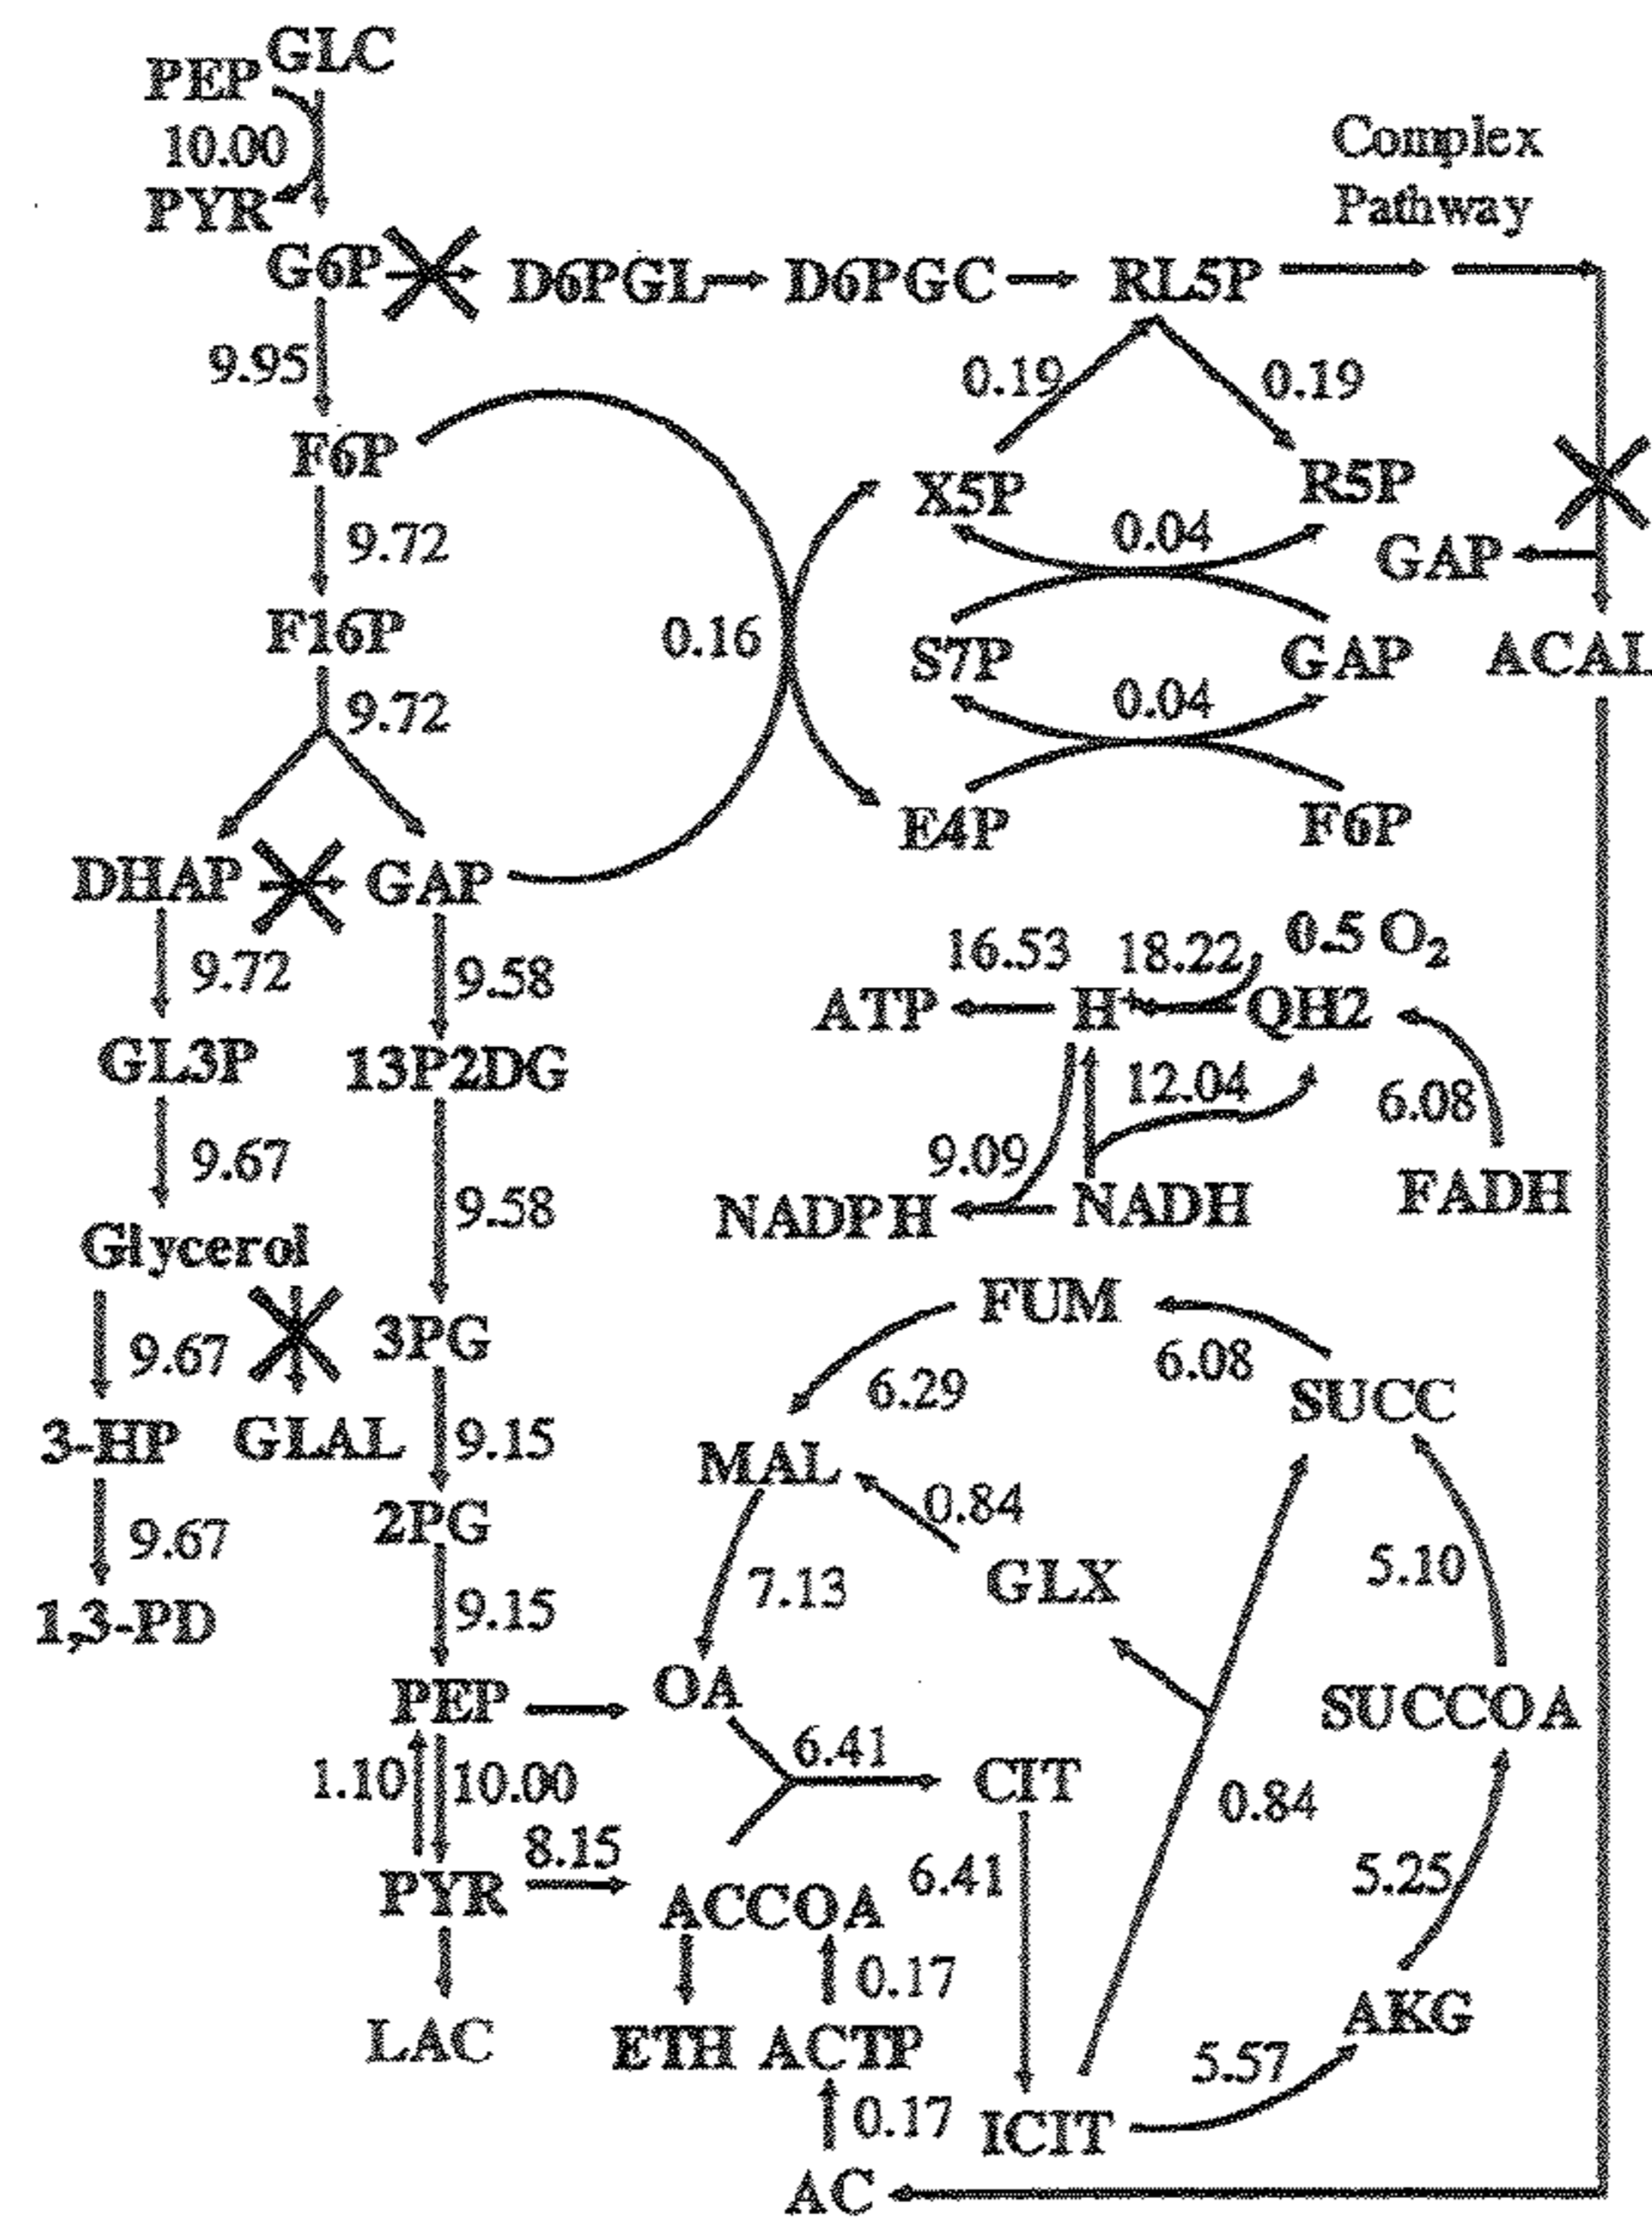 GLC
PEP
10.00
PYR
Complex
Pathway
G6P
D6PGL
D6PGC
RL5P
9.95
0.19
0.19
F6P
X5P
R5P
9.72
0.04
GAP
F16P
0.16
S7P
GAP
ACAL
9.72
0.04
E4P
F6P
DHAP
GAP
9.72
9.58
16.53
18.22
0.5 O₂
ATP
H⁺
QH2
GL3P
13P2DG
12.04
6.08
9.67
9.58
9.09
NADPH
NADH
FADH
Glycerol
FUM
9.67
3PG
6.29
6.08
SUCC
3-HP
GLAL
9.15
MAL
0.84
9.67
2PG
7.13
GLX
5.10
1,3-PD
9.15
PEP
OA
SUCCOA
1.10
10.00
6.41
CIT
0.84
8.15
PYR
ACCOA
6.41
5.25
0.17
LAC
ETH
ACTP
AKG
5.57
0.17
ICIT
AC